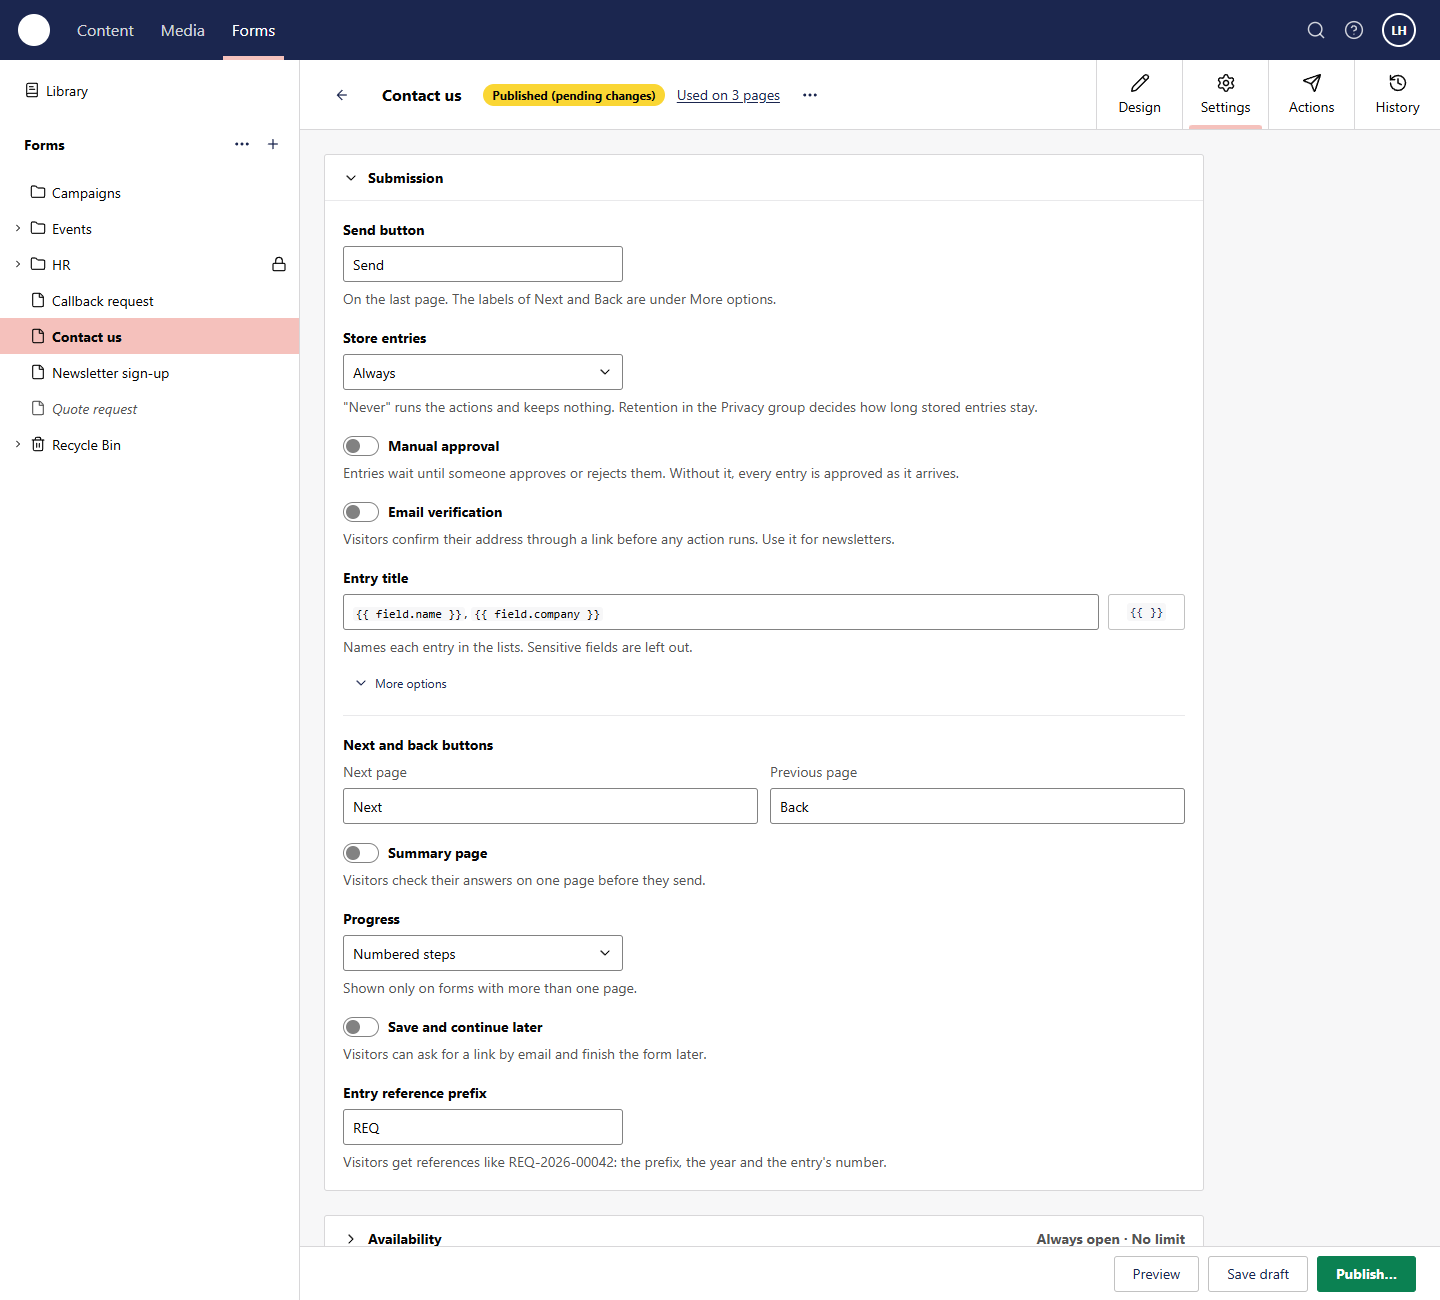 Content
Media
Forms
LH
Library
Forms
Campaigns
Events
HR
Callback request
Contact us
Newsletter sign-up
Quote request
Recycle Bin
Contact us
Published (pending changes)
Used on 3 pages
Design
Settings
Actions
History
Submission
Send button
Send
On the last page. The labels of Next and Back are under More options.
Store entries
Always
"Never" runs the actions and keeps nothing. Retention in the Privacy group decides how long stored entries stay.
Manual approval
Entries wait until someone approves or rejects them. Without it, every entry is approved as it arrives.
Email verification
Visitors confirm their address through a link before any action runs. Use it for newsletters.
Entry title
{{ field.name }}, {{ field.company }}
{{ }}
Names each entry in the lists. Sensitive fields are left out.
More options
Next and back buttons
Next page
Previous page
Next
Back
Summary page
Visitors check their answers on one page before they send.
Progress
Numbered steps
Shown only on forms with more than one page.
Save and continue later
Visitors can ask for a link by email and finish the form later.
Entry reference prefix
REQ
Visitors get references like REQ-2026-00042: the prefix, the year and the entry's number.
Availability
Always open · No limit
Preview
Save draft
Publish...